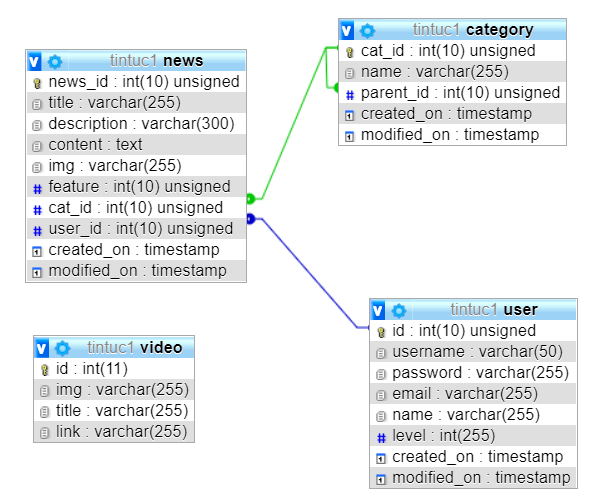 tintuc1 news
news_id : int(10) unsigned
title : varchar(255)
description : varchar(300)
content : text
img : varchar(255)
feature : int(10) unsigned
cat_id : int(10) unsigned
user_id : int(10) unsigned
created_on : timestamp
modified_on : timestamp
tintuc1 category
cat_id : int(10) unsigned
name : varchar(255)
parent_id : int(10) unsigned
created_on : timestamp
modified_on : timestamp
tintuc1 video
id : int(11)
img : varchar(255)
title : varchar(255)
link : varchar(255)
tintuc1 user
id : int(10) unsigned
username : varchar(50)
password : varchar(255)
email : varchar(255)
name : varchar(255)
level : int(255)
created_on : timestamp
modified_on : timestamp